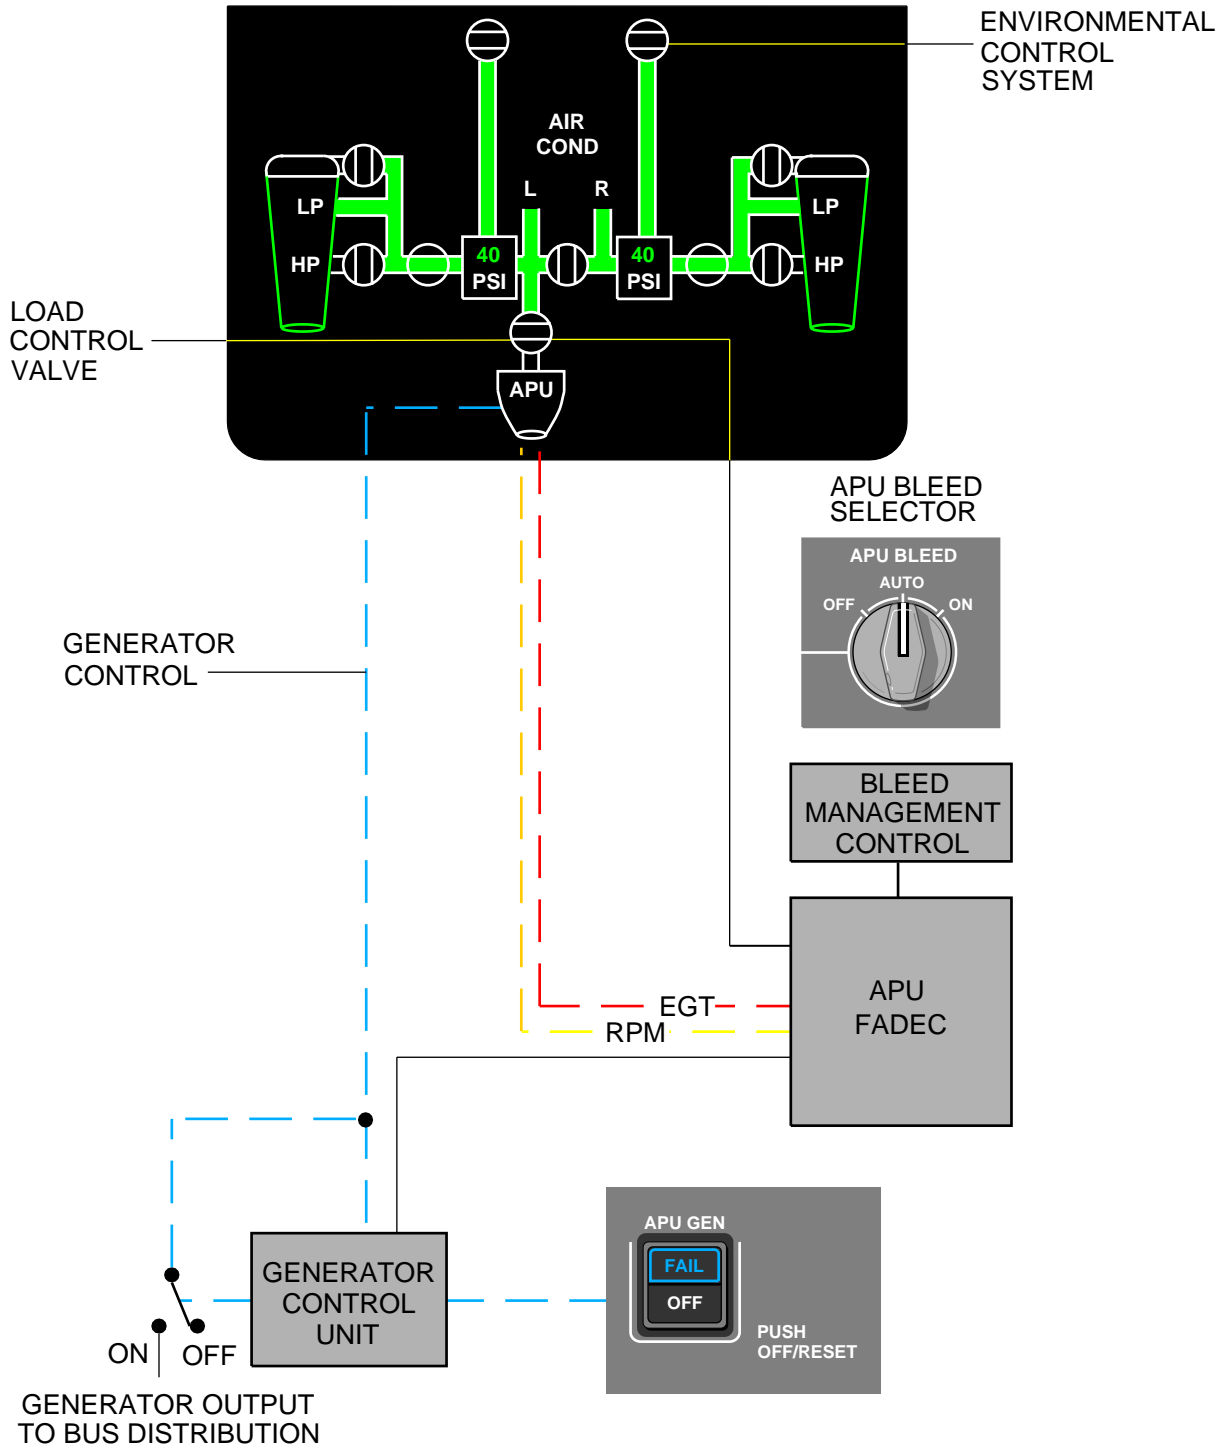 ENVIRONMENTAL
CONTROL
SYSTEM
AIR
COND
L
R
LP
HP
40
PSI
40
PSI
LP
HP
LOAD
CONTROL
VALVE
APU
APU BLEED
SELECTOR
APU BLEED
AUTO
OFF
ON
GENERATOR
CONTROL
BLEED
MANAGEMENT
CONTROL
APU
FADEC
EGT
RPM
APU GEN
FAIL
OFF
PUSH
OFF/RESET
GENERATOR
CONTROL
UNIT
ON
OFF
GENERATOR OUTPUT
TO BUS DISTRIBUTION